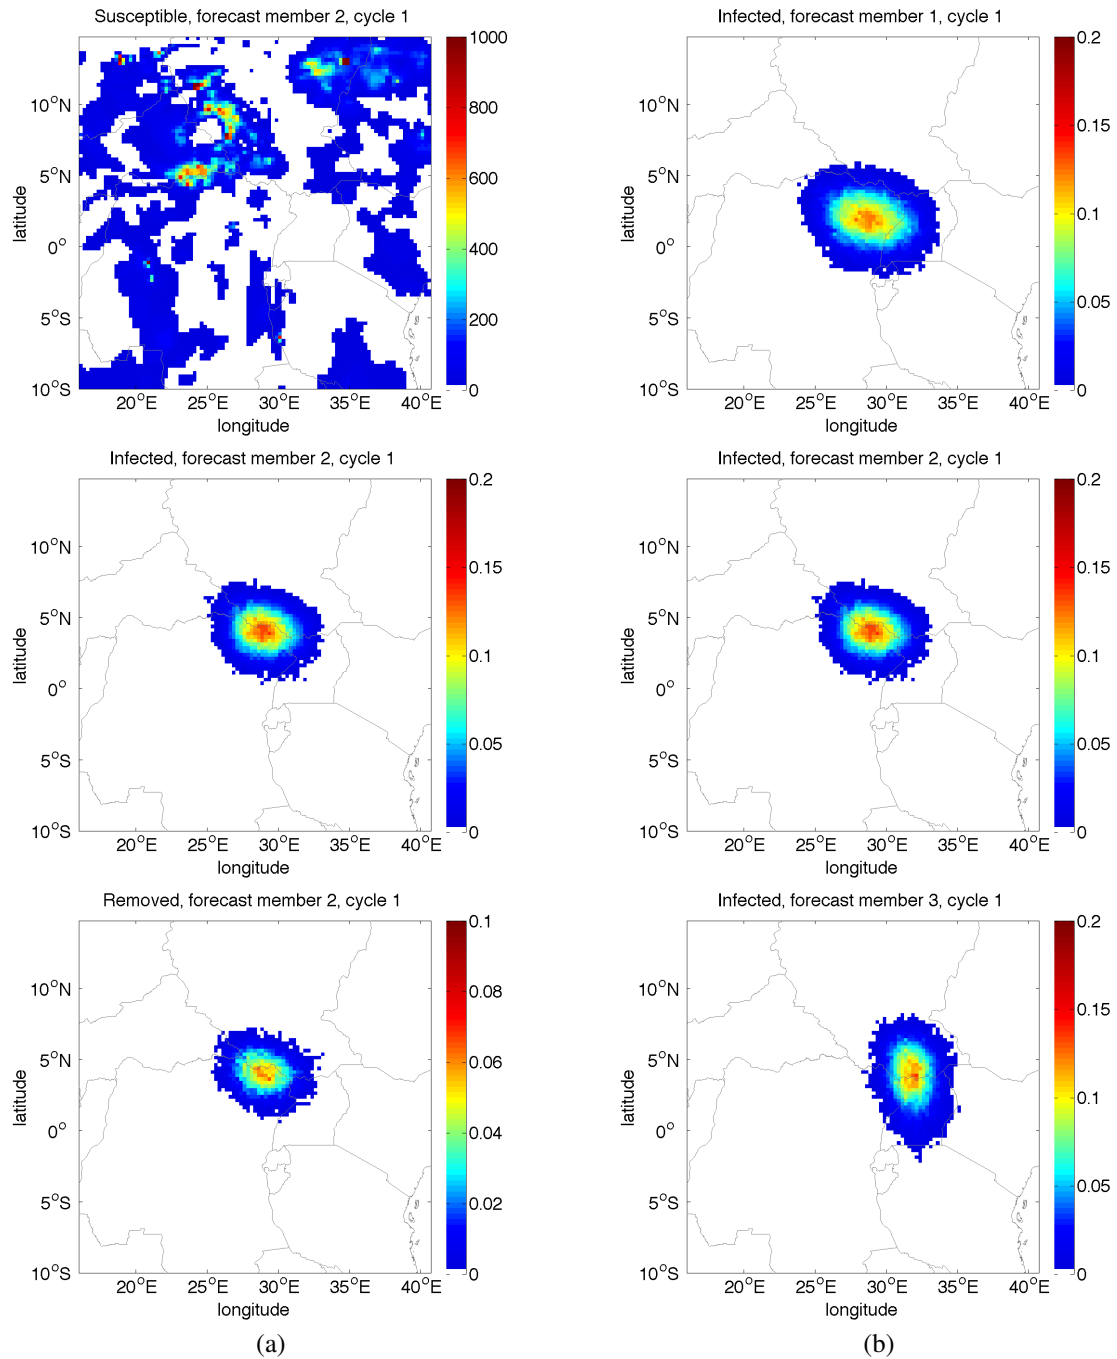 Susceptible, forecast member 2, cycle 1
10°N
5°N
0°
5°S
10°S
latitude
20°E 25°E 30°E 35°E 40°E
longitude
1000
800
600
400
200
0
Infected, forecast member 1, cycle 1
10°N
5°N
0°
5°S
10°S
latitude
20°E 25°E 30°E 35°E 40°E
longitude
0.2
0.15
0.1
0.05
0
Infected, forecast member 2, cycle 1
10°N
5°N
0°
5°S
10°S
latitude
20°E 25°E 30°E 35°E 40°E
longitude
0.2
0.15
0.1
0.05
0
Infected, forecast member 2, cycle 1
10°N
5°N
0°
5°S
10°S
latitude
20°E 25°E 30°E 35°E 40°E
longitude
0.2
0.15
0.1
0.05
0
Removed, forecast member 2, cycle 1
10°N
5°N
0°
5°S
10°S
latitude
20°E 25°E 30°E 35°E 40°E
longitude
0.1
0.08
0.06
0.04
0.02
0
Infected, forecast member 3, cycle 1
10°N
5°N
0°
5°S
10°S
latitude
20°E 25°E 30°E 35°E 40°E
longitude
0.2
0.15
0.1
0.05
0
(a)
(b)